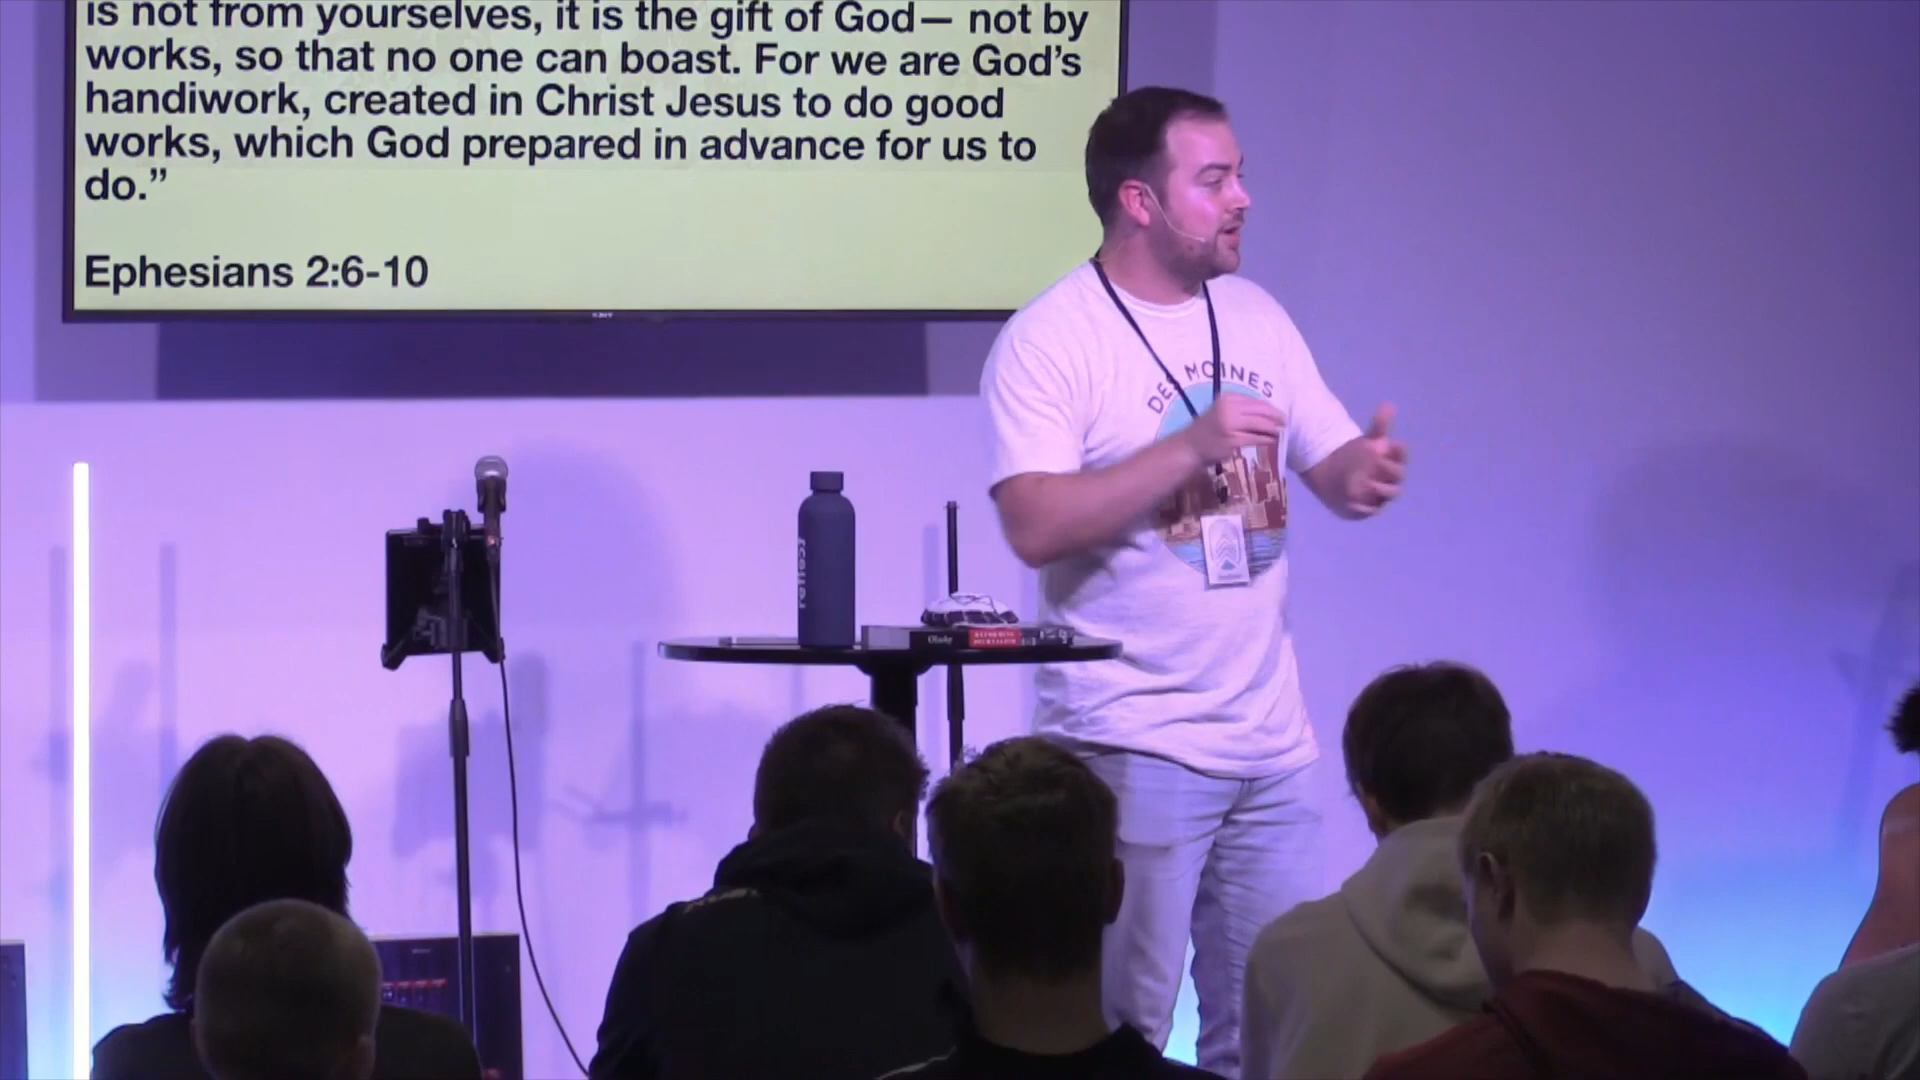 is not from yourselves, it is the gift of God— not by
works, so that no one can boast. For we are God’s
handiwork, created in Christ Jesus to do good
works, which God prepared in advance for us to
do.”
Ephesians 2:6-10
DES MOINES
reflect